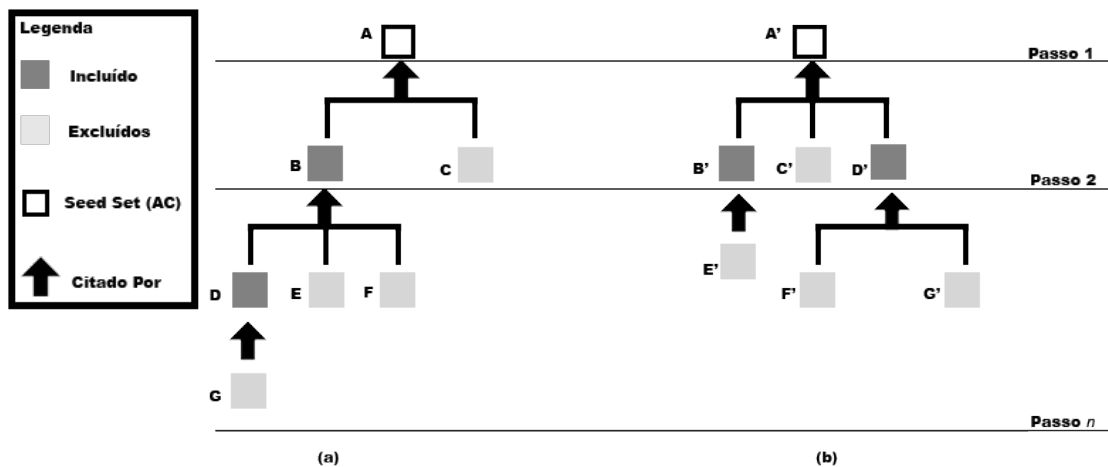 Legenda
Incluído
Excluídos
Seed Set (AC)
Citado Por
A
A'
Passo 1
B
C
B'
C'
D'
Passo 2
D
E
F
E'
F'
G'
G
Passo n
(a)
(b)